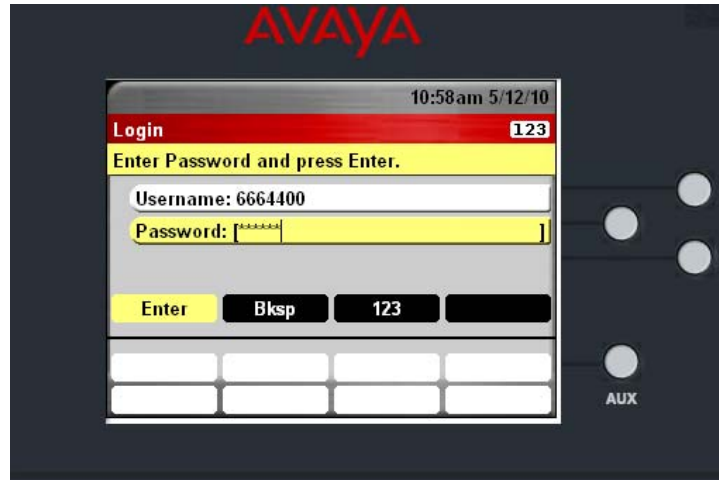 AVAYA
10:58am 5/12/10
Login 123
Enter Password and press Enter.
Username: 6664400
Password: [****** ]
Enter Bksp 123
AUX